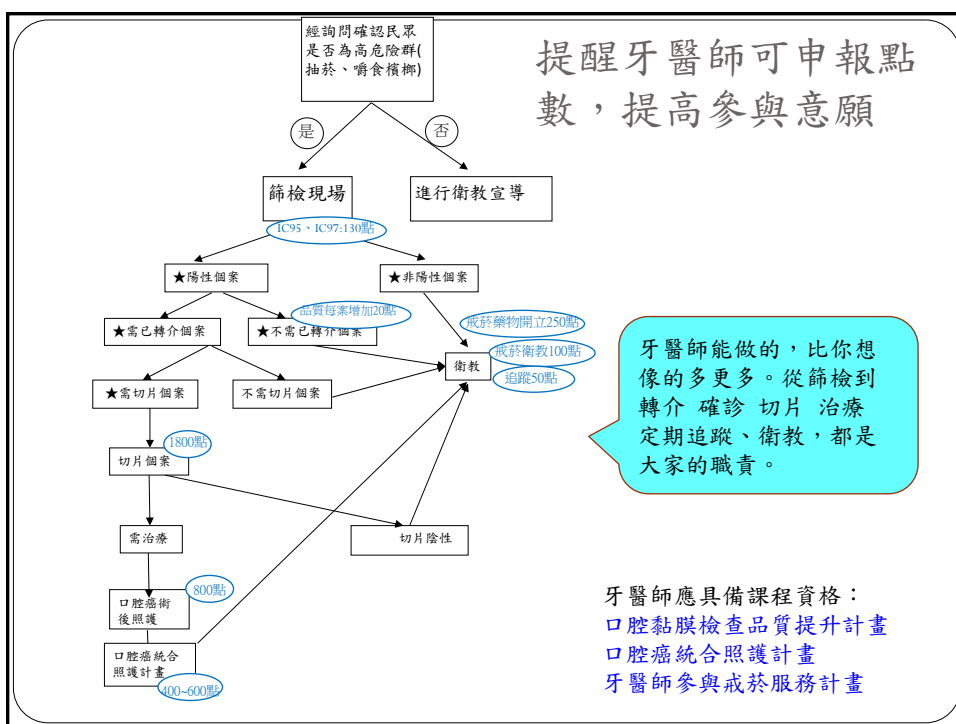 經詢問確認民眾
是否為高危險群(
抽菸、嚼食檳榔)
提醒牙醫師可申報點
數，提高參與意願
是
否
篩檢現場
進行衛教宣導
IC95、IC97:130點
★陽性個案
★非陽性個案
品質每案增加20點
★需已轉介個案
★不需已轉介個案
戒菸藥物開立250點
戒菸衛教100點
衛教
追蹤50點
★需切片個案
不需切片個案
牙醫師能做的，比你想
像的多更多。從篩檢到
轉介 確診 切片 治療
定期追蹤、衛教，都是
大家的職責。
1800點
切片個案
需治療
切片陰性
800點
口腔癌術
後照護
口腔癌統合
照護計畫
400~600點
牙醫師應具備課程資格：
口腔黏膜檢查品質提升計畫
口腔癌統合照護計畫
牙醫師參與戒菸服務計畫